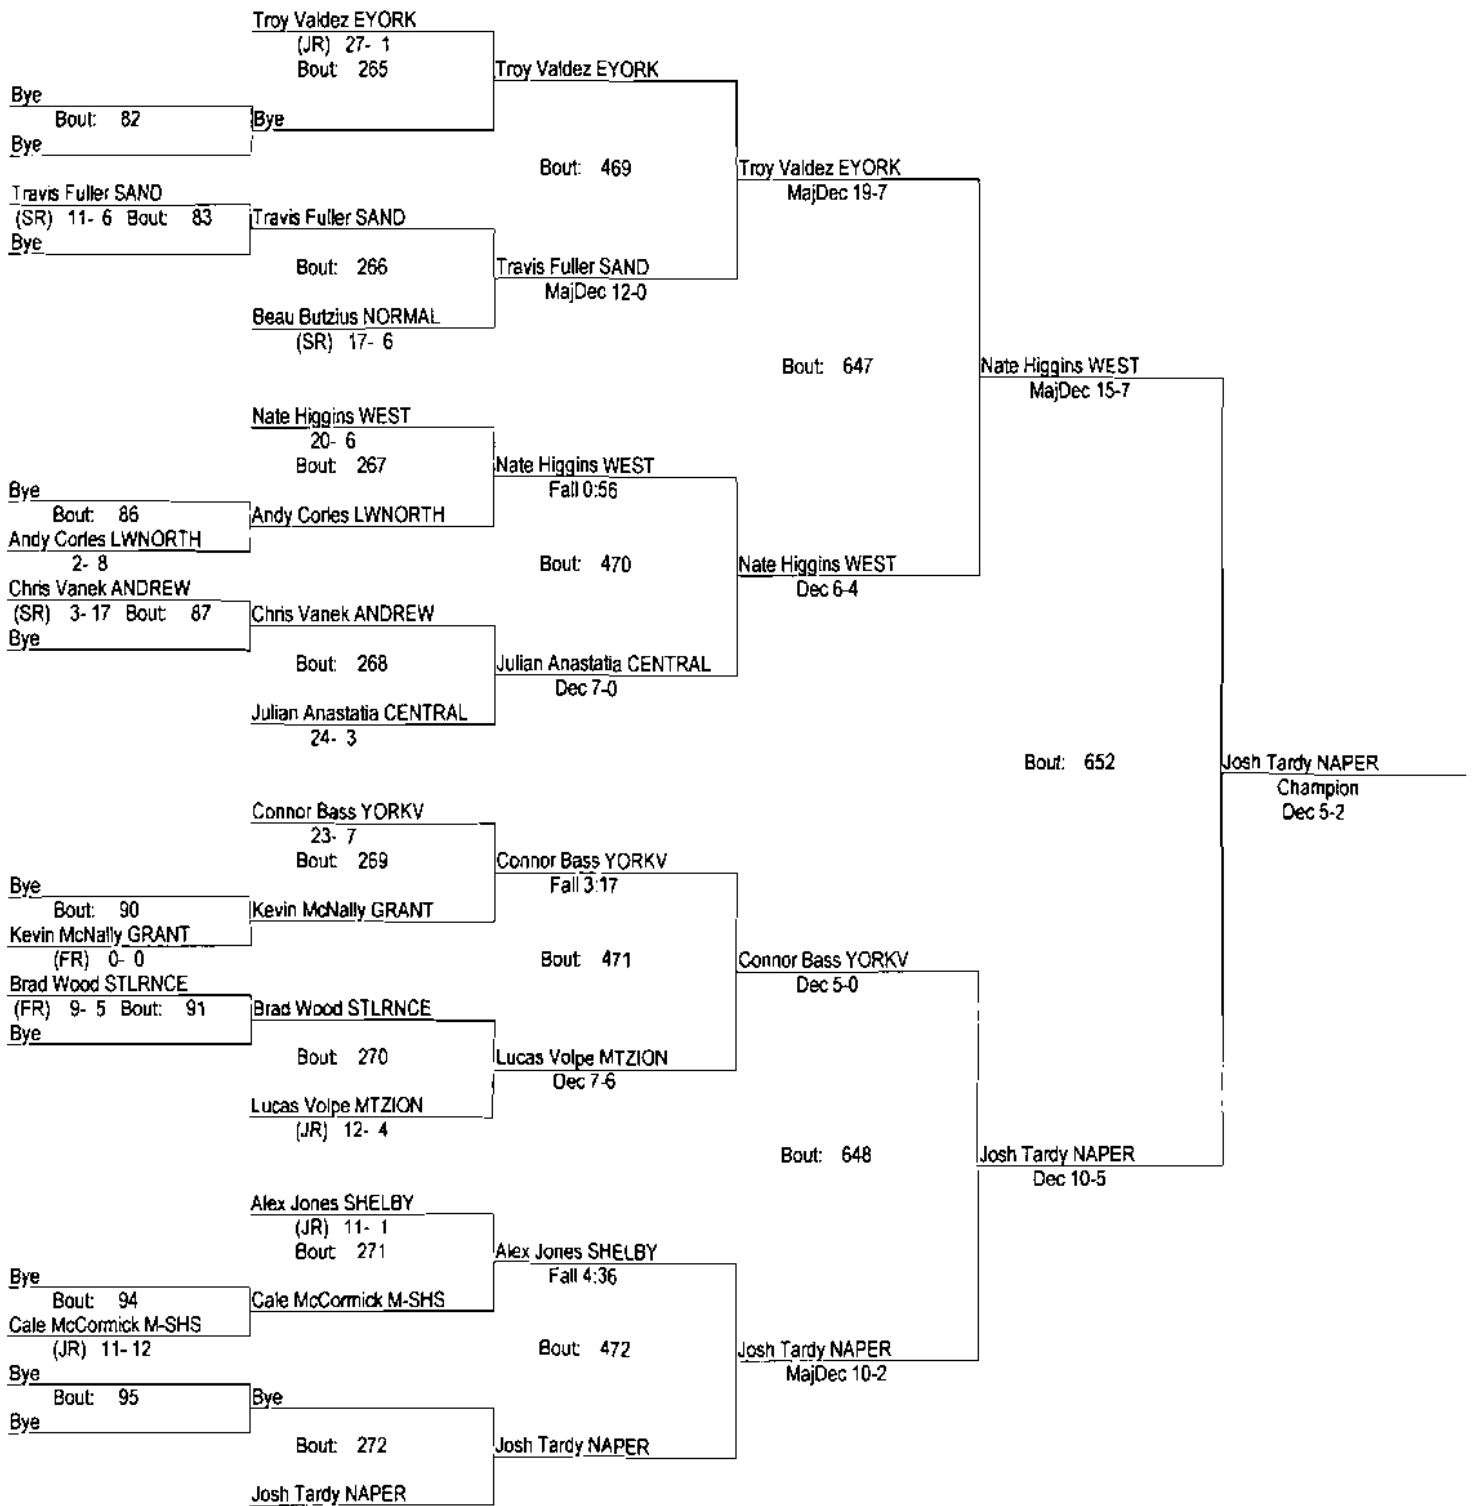 Troy Valdez EYORK
(JR) 27- 1
Bout: 265
Troy Valdez EYORK
Bye
Bout: 82
Bye
Bye
Bout: 469
Troy Valdez EYORK
MajDec 19-7
Travis Fuller SAND
(SR) 11- 6 Bout: 83
Travis Fuller SAND
Bye
Bout: 266
Travis Fuller SAND
MajDec 12-0
Beau Butzius NORMAL
(SR) 17- 6
Bout: 647
Nate Higgins WEST
MajDec 15-7
Nate Higgins WEST
20- 6
Bout: 267
Nate Higgins WEST
Fall 0:56
Bye
Bout: 86
Andy Cories LWNORTH
Andy Cories LWNORTH
2- 8
Bout: 470
Nate Higgins WEST
Dec 6-4
Chris Vanek ANDREW
(SR) 3- 17 Bout: 87
Chris Vanek ANDREW
Bye
Bout: 268
Julian Anastatia CENTRAL
Dec 7-0
Julian Anastatia CENTRAL
24- 3
Bout: 652
Josh Tardy NAPER
Champion
Dec 5-2
Connor Bass YORKV
23- 7
Bout: 269
Connor Bass YORKV
Fall 3:17
Bye
Bout: 90
Kevin McNally GRANT
Kevin McNally GRANT
(FR) 0- 0
Bout: 471
Connor Bass YORKV
Dec 5-0
Brad Wood STLRNCE
(FR) 9- 5 Bout: 91
Brad Wood STLRNCE
Bye
Bout: 270
Lucas Volpe MTZION
Dec 7-6
Lucas Volpe MTZION
(JR) 12- 4
Bout: 648
Josh Tardy NAPER
Dec 10-5
Alex Jones SHELBY
(JR) 11- 1
Bout: 271
Alex Jones SHELBY
Fall 4:36
Bye
Bout: 94
Cale McCormick M-SHS
Cale McCormick M-SHS
(JR) 11- 12
Bout: 472
Josh Tardy NAPER
MajDec 10-2
Bye
Bout: 95
Bye
Bye
Bout: 272
Josh Tardy NAPER
Josh Tardy NAPER